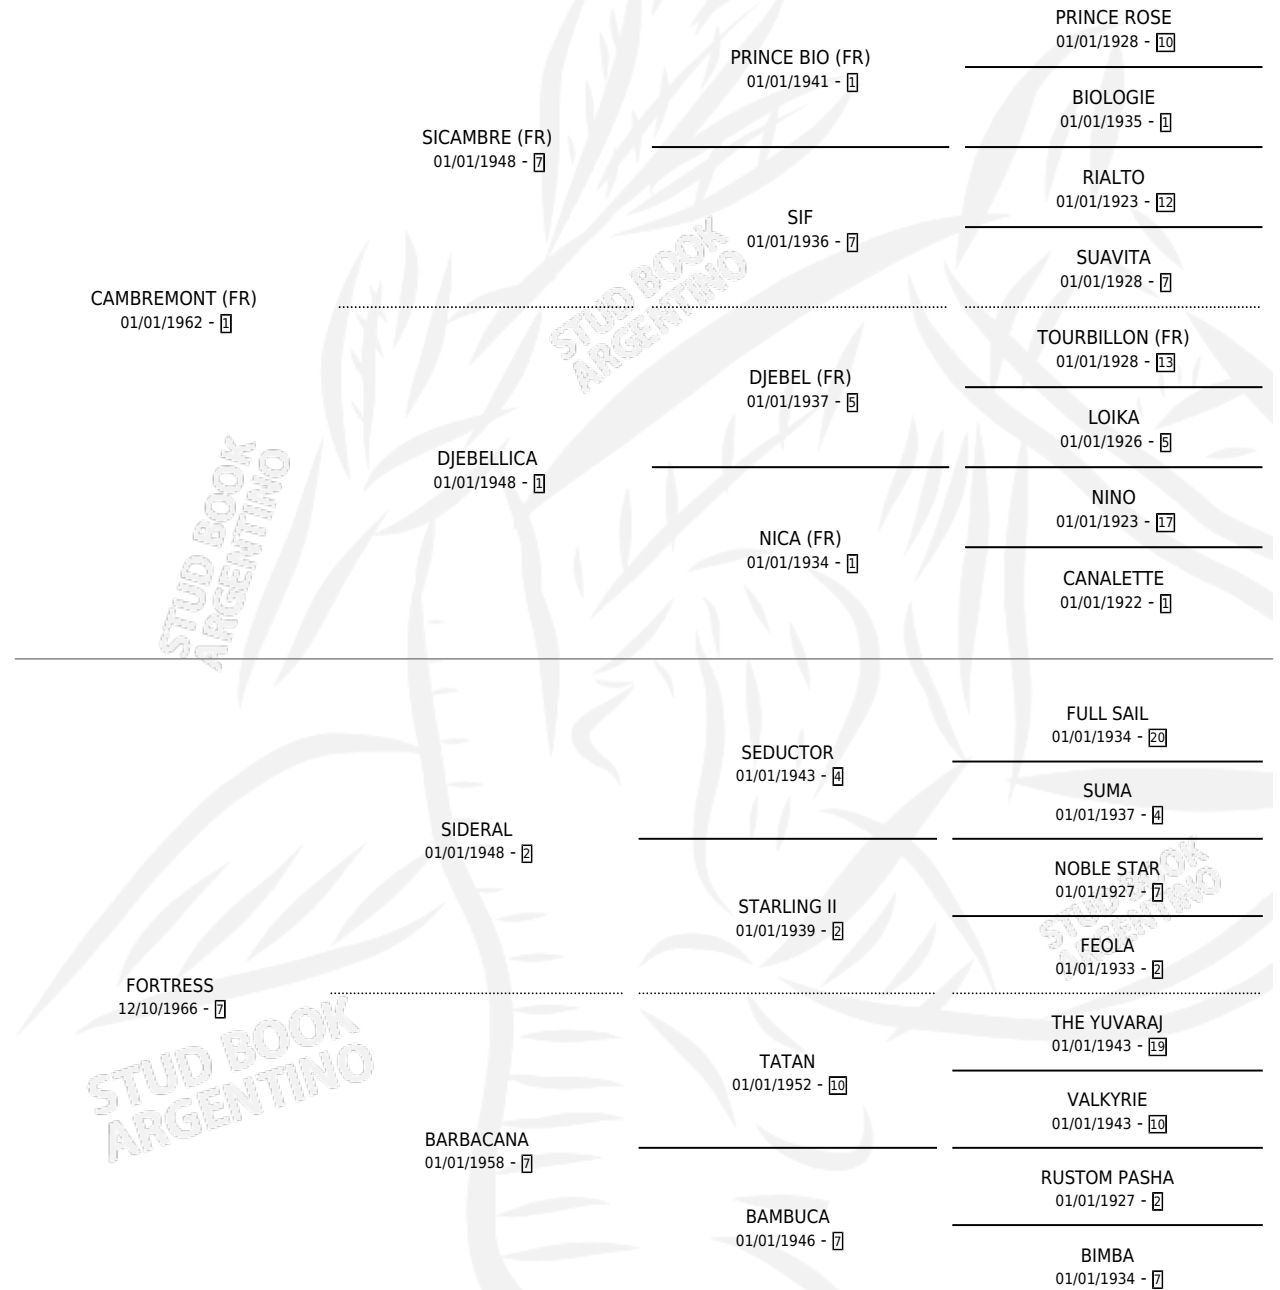 PRINCE ROSE
01/01/1928 - 10
PRINCE BIO (FR)
01/01/1941 - 1
BIOLOGIE
01/01/1935 - 1
SICAMBRE (FR)
01/01/1948 - 7
RIALTO
01/01/1923 - 12
SIF
01/01/1936 - 7
SUAVITA
01/01/1928 - 7
CAMBREMONT (FR)
01/01/1962 - 1
TOURBILLON (FR)
01/01/1928 - 13
DJEBEL (FR)
01/01/1937 - 5
LOIKA
01/01/1926 - 5
DJEBELLICA
01/01/1948 - 1
NINO
01/01/1923 - 17
NICA (FR)
01/01/1934 - 1
CANALETTE
01/01/1922 - 1
STUD BOOK
ARGENTINO
STUD BOOK
ARGENTINO
FULL SAIL
01/01/1934 - 20
SEDUCTOR
01/01/1943 - 4
SUMA
01/01/1937 - 4
SIDERAL
01/01/1948 - 2
NOBLE STAR
01/01/1927 - 7
STARLING II
01/01/1939 - 2
FEOLA
01/01/1933 - 2
STUD BOOK
ARGENTINO
FORTRESS
12/10/1966 - 7
THE YUVARAJ
01/01/1943 - 19
TATAN
01/01/1952 - 10
VALKYRIE
01/01/1943 - 10
BARBACANA
01/01/1958 - 7
RUSTOM PASHA
01/01/1927 - 2
BAMBUCA
01/01/1946 - 7
BIMBA
01/01/1934 - 7
STUD BOOK
ARGENTINO